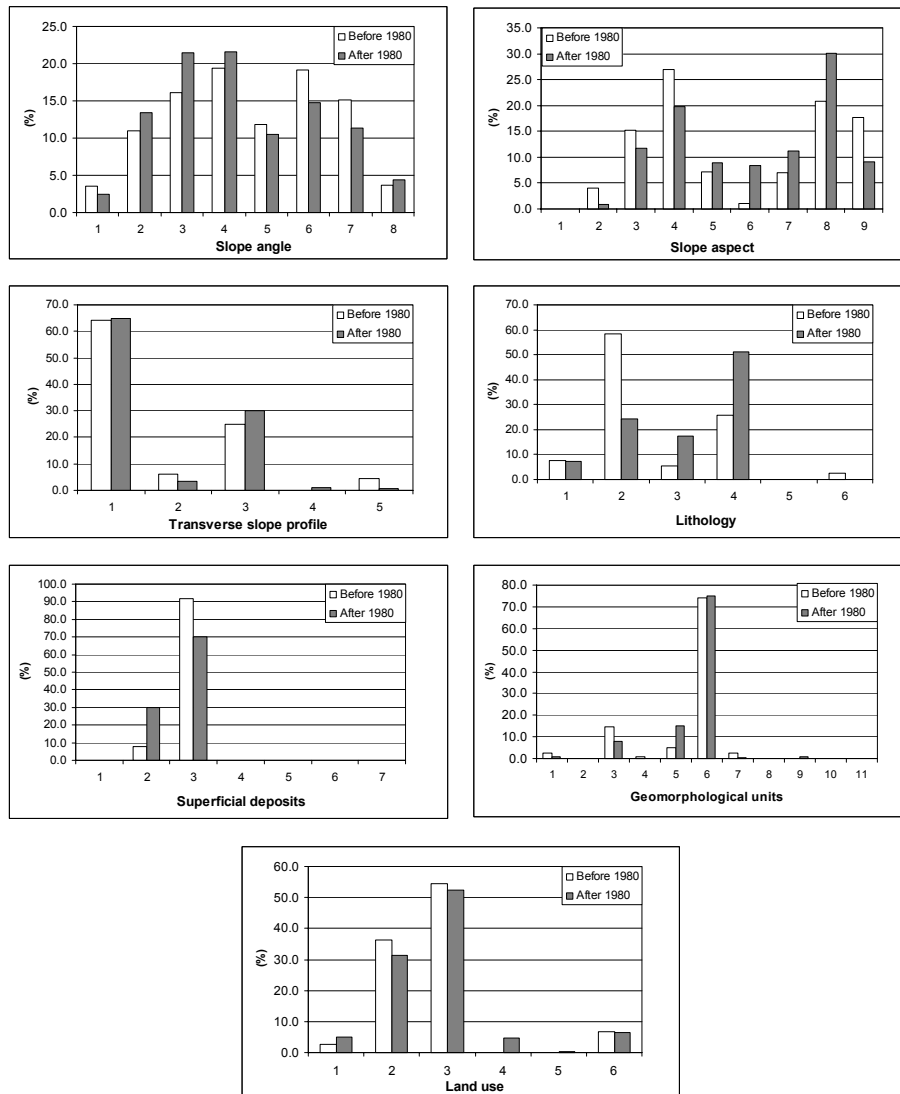 25.0
20.0
15.0
10.0
5.0
0.0
(%)
Before 1980
After 1980
1 2 3 4 5 6 7 8
Slope angle
35.0
30.0
25.0
20.0
15.0
10.0
5.0
0.0
(%)
Before 1980
After 1980
1 2 3 4 5 6 7 8 9
Slope aspect
70.0
60.0
50.0
40.0
30.0
20.0
10.0
0.0
(%)
Before 1980
After 1980
1 2 3 4 5
Transverse slope profile
70.0
60.0
50.0
40.0
30.0
20.0
10.0
0.0
(%)
Before 1980
After 1980
1 2 3 4 5 6
Lithology
100.0
90.0
80.0
70.0
60.0
50.0
40.0
30.0
20.0
10.0
0.0
(%)
Before 1980
After 1980
1 2 3 4 5 6 7
Superficial deposits
80.0
70.0
60.0
50.0
40.0
30.0
20.0
10.0
0.0
(%)
Before 1980
After 1980
1 2 3 4 5 6 7 8 9 10 11
Geomorphological units
60.0
50.0
40.0
30.0
20.0
10.0
0.0
(%)
Before 1980
After 1980
1 2 3 4 5 6
Land use